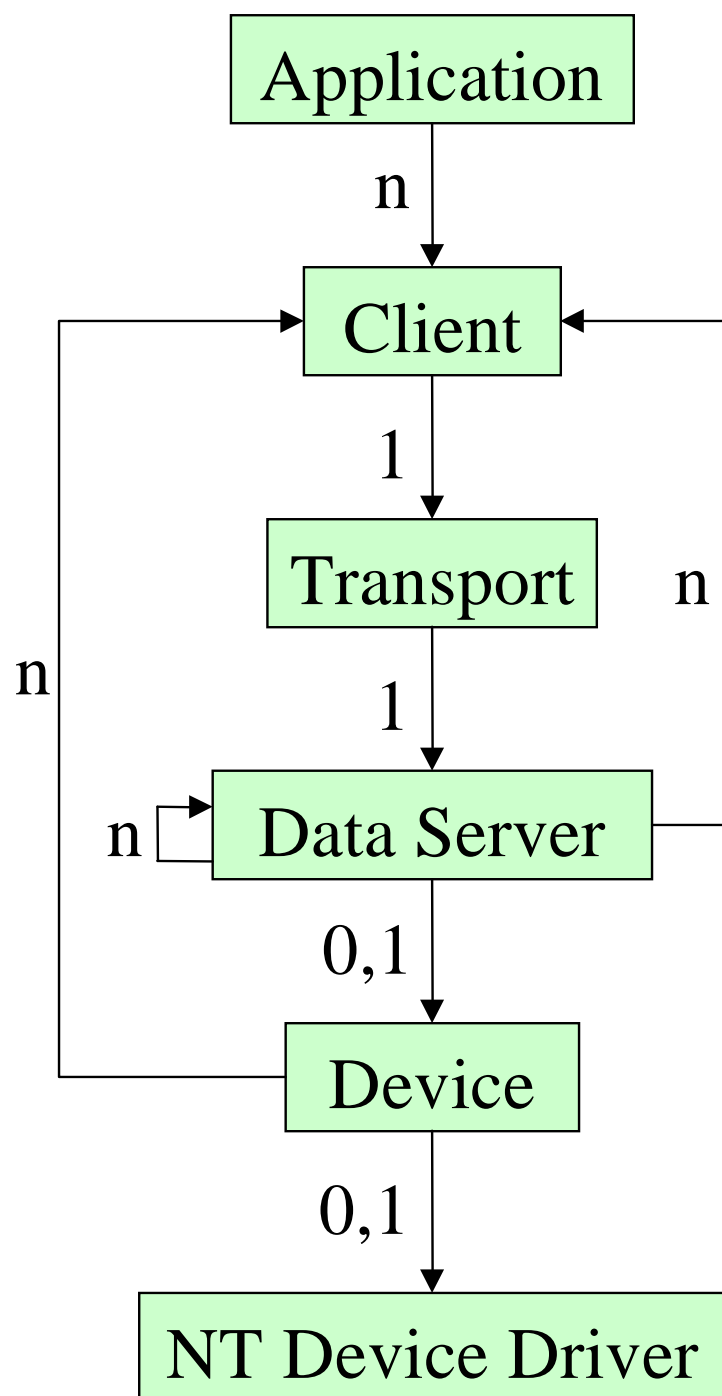 Application
n
Client
1
Transport
n
n
1
Data Server
n
0,1
Device
0,1
NT Device Driver